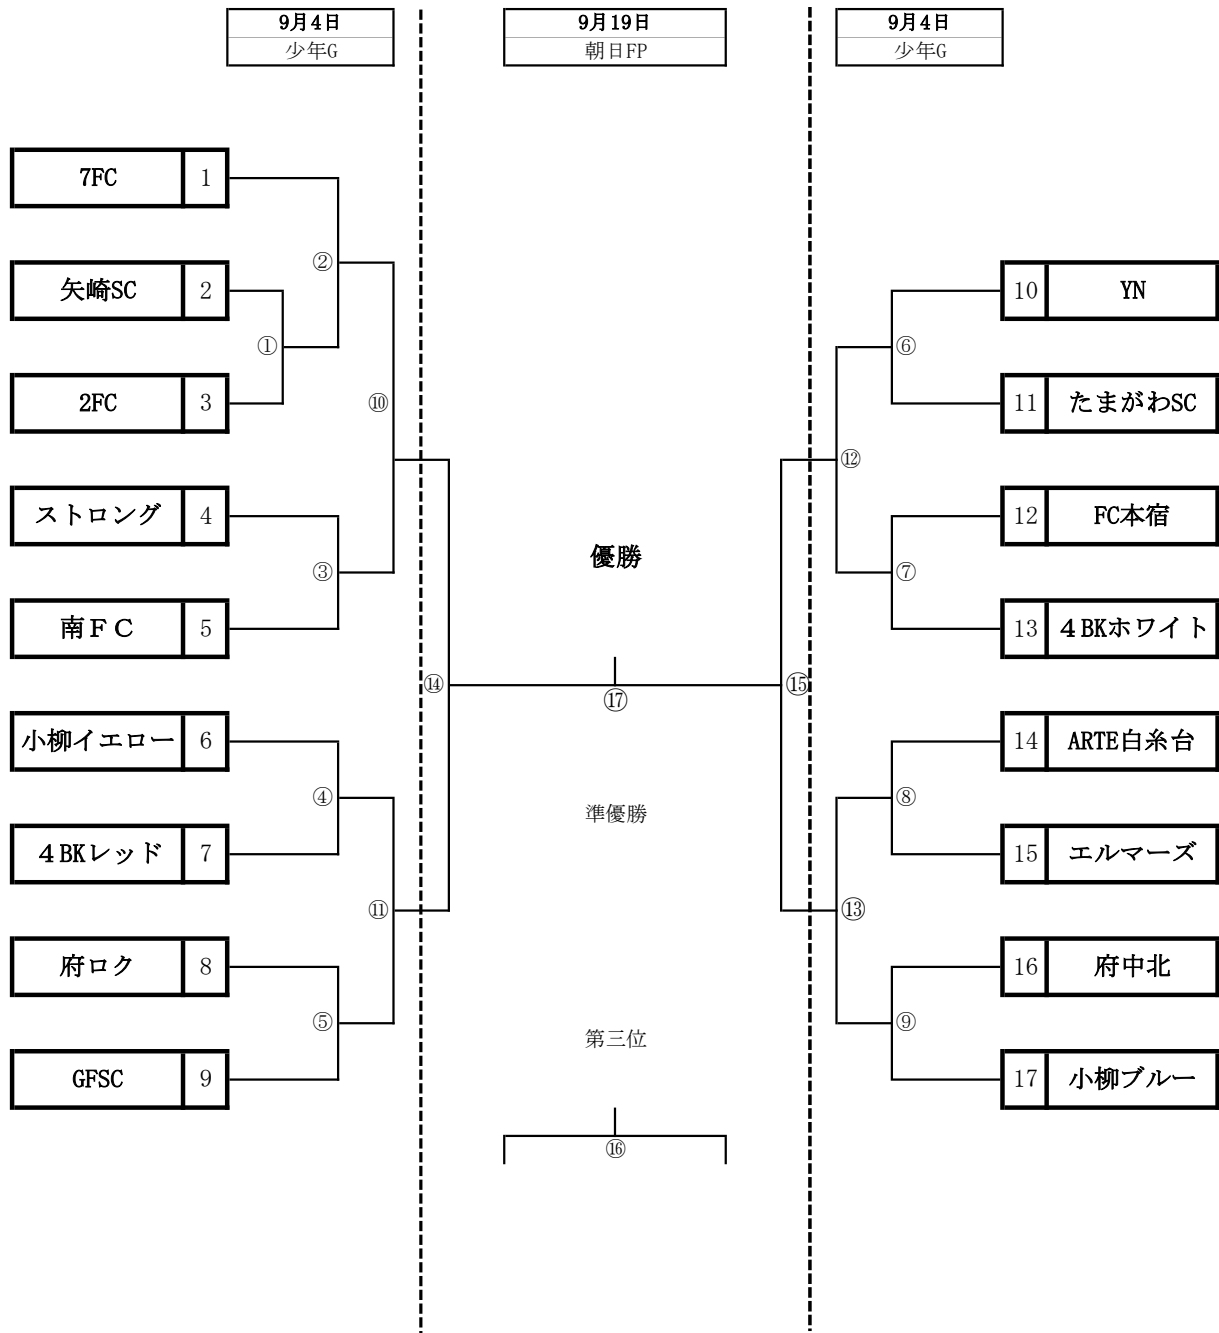 9月4日
少年G
9月19日
朝日FP
9月4日
少年G
7FC 1
②
矢崎SC 2
①
2FC 3
⑩
ストロング 4
③
南ＦＣ 5
⑭
小柳イエロー 6
④
４BKレッド 7
⑪
府ロク 8
⑤
GFSC 9
優勝
⑰
準優勝
第三位
⑯
10 YN
⑥
11 たまがわSC
⑫
12 FC本宿
⑦
13 ４BKホワイト
⑮
14 ARTE白糸台
⑧
15 エルマーズ
⑬
16 府中北
⑨
17 小柳ブルー